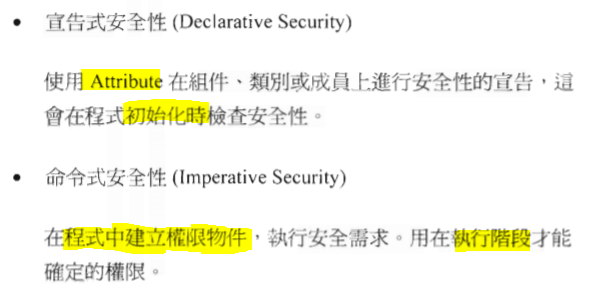 • 宣告式安全性 (Declarative Security)
使用 Attribute 在組件、類別或成員上進行安全性的宣告，這
會在程式初始化時檢查安全性。
• 命令式安全性 (Imperative Security)
在程式中建立權限物件，執行安全需求。用在執行階段才能
確定的權限。